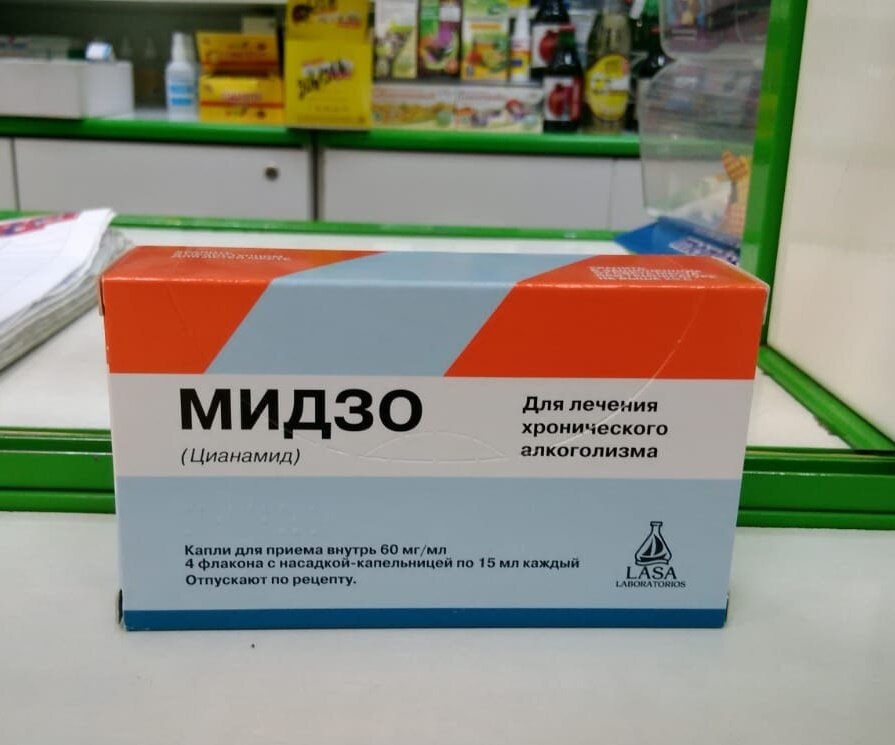 МИДЗО
(Цианамид)
Для лечения
хронического
алкоголизма
Капли для приема внутрь 60 мг/мл
4 флакона с насадкой-капельницей по 15 мл каждый
Отпускают по рецепту.
LASA
LABORATORIOS